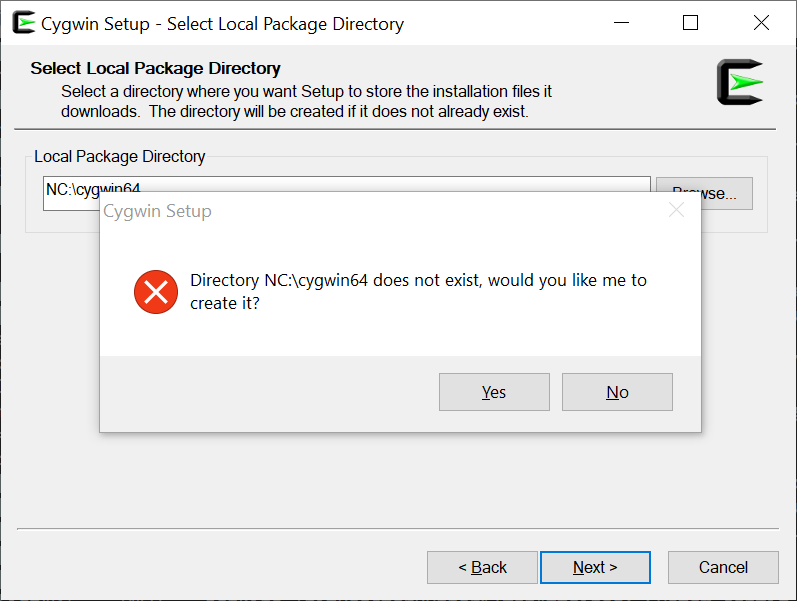 Cygwin Setup - Select Local Package Directory
Select Local Package Directory
Select a directory where you want Setup to store the installation files it
downloads.  The directory will be created if it does not already exist.
Local Package Directory
NC:\cygwin64
Browse...
Cygwin Setup
Directory NC:\cygwin64 does not exist, would you like me to
create it?
Yes
No
< Back
Next >
Cancel